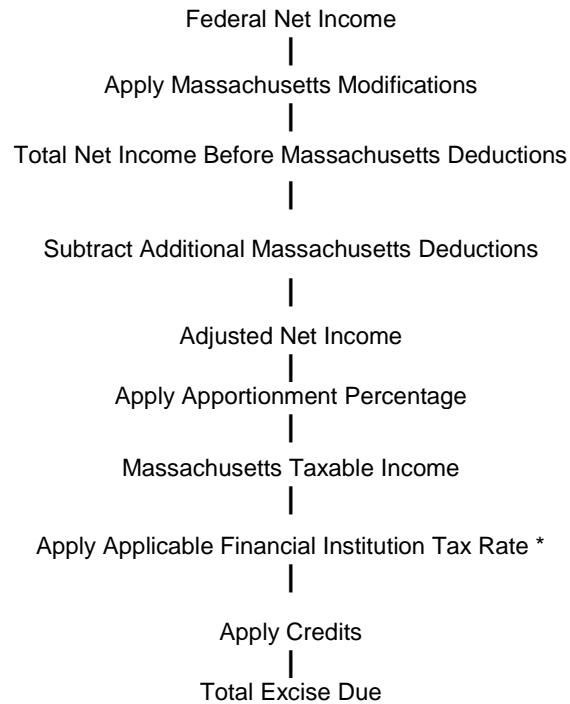 Federal Net Income
Apply Massachusetts Modifications
Total Net Income Before Massachusetts Deductions
Subtract Additional Massachusetts Deductions
Adjusted Net Income
Apply Apportionment Percentage
Massachusetts Taxable Income
Apply Applicable Financial Institution Tax Rate *
Apply Credits
Total Excise Due